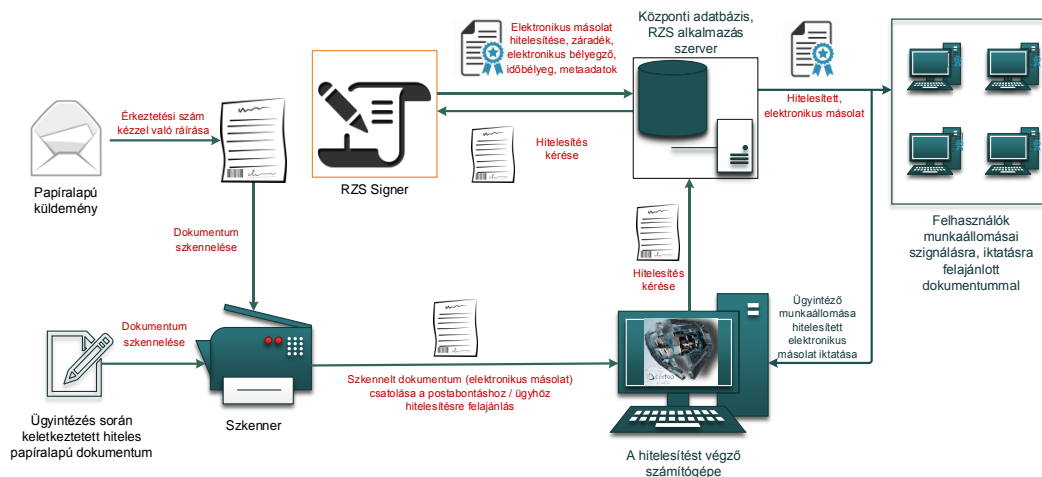 Elektronikus másolat
hitelesítése, záradék,
elektronikus bélyegző,
időbélyeg, metaadatok
Központi adatbázis,
RZS alkalmazás
szerver
Érkeztetési szám
kézzel való ráírása
Hitelesítés
kérése
Hitelesített,
elektronikus másolat
Papíralapú
küldemény
RZS Signer
Felhasználók
munkaállomásai
szignálásra, iktatásra
felajánlott
dokumentummal
Dokumentum
szkennelése
Hitelesítés
kérése
Ügyintéző
munkaállomása
hitelesített
elektronikus
másolat iktatása
Dokumentum
szkennelése
Szkennelt dokumentum (elektronikus másolat)
csatolása a postabontáshoz / ügyhöz
hitelesítésre felajánlás
Ügyintézés során
keletkeztetett hiteles
papíralapú dokumentum
Szkenner
A hitelesítést végző
számítógépe